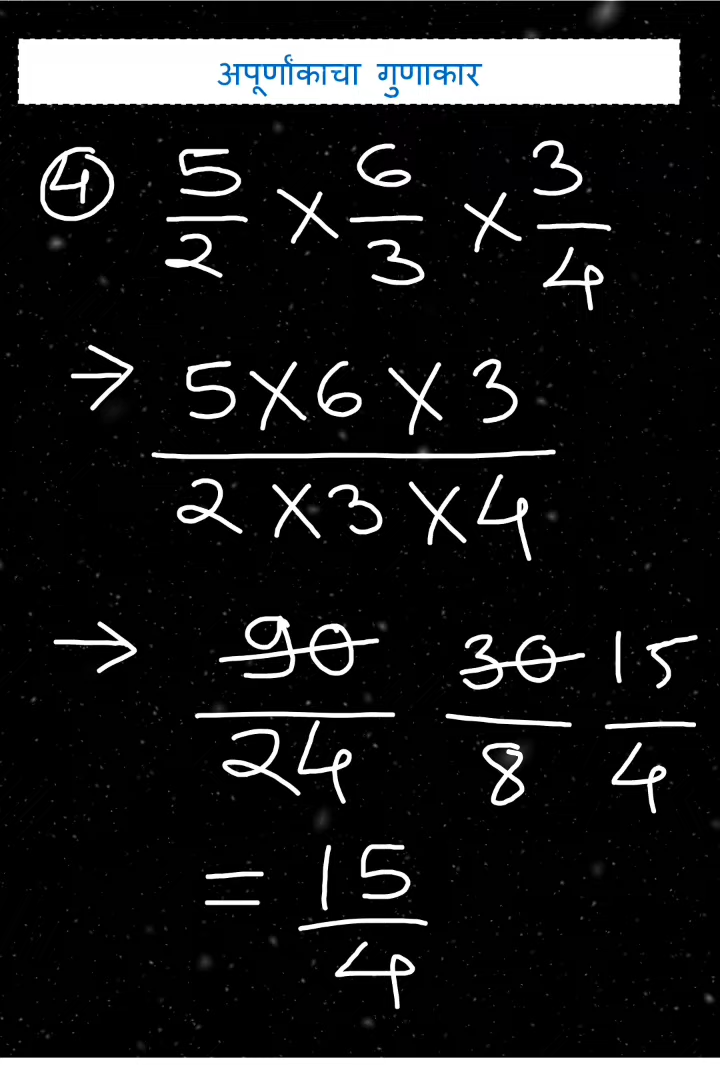 अपूर्णांकाचा गुणाकार
④ 5/2 × 6/3 × 3/4
→ 5×6×3 / 2×3×4
→ 90/24 30/8 15/4
= 15/4